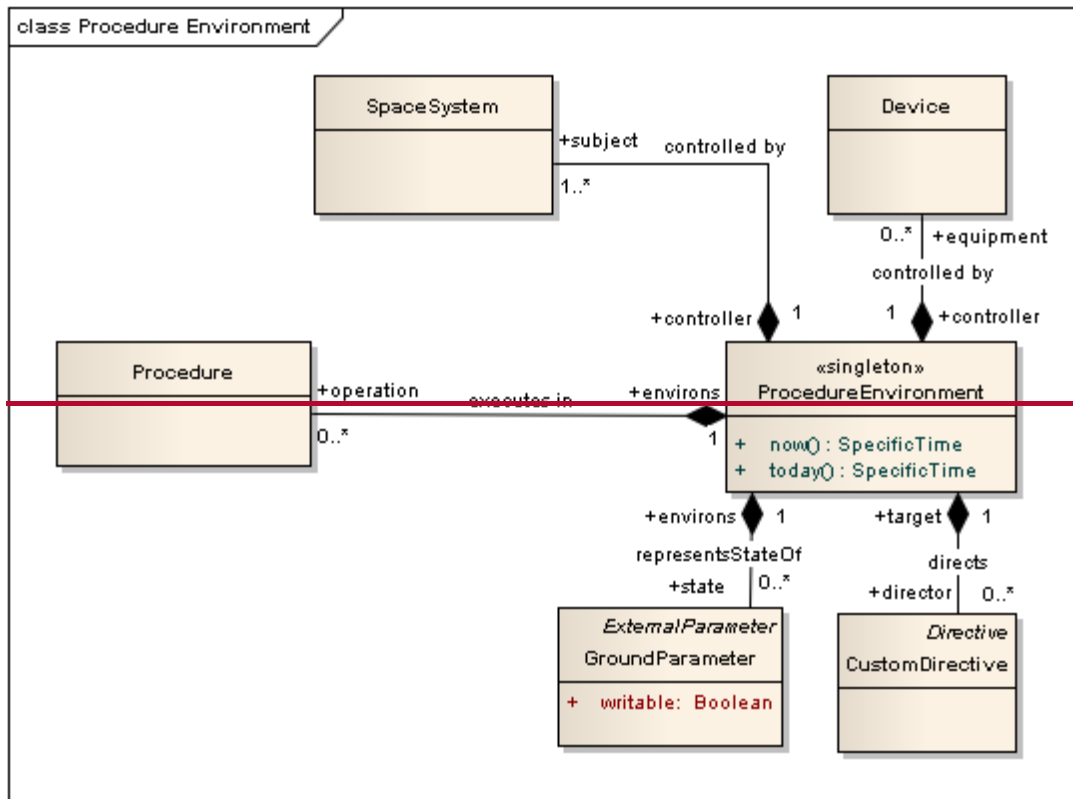 class Procedure Environment
SpaceSystem
Device
+subject
controlled by
1..*
0..*
+equipment
controlled by
+controller
1
1
+controller
Procedure
+operation
executes in
+environs
0..*
1
«singleton»
ProcedureEnvironment
+ now() : SpecificTime
+ today() : SpecificTime
+environs
1
+target
1
representsStateOf
directs
+state
0..*
+director
0..*
ExternalParameter
GroundParameter
+ writable: Boolean
Directive
CustomDirective